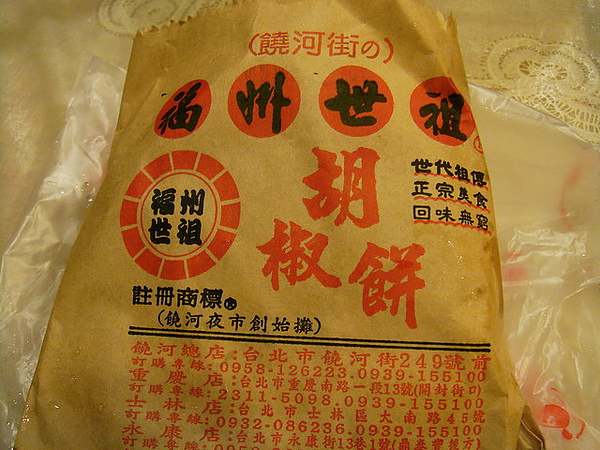 (饒河街の)
福州世祖
世代祖傳
正宗美食
回味無窮
胡椒餅
福州
世祖
註冊商標
(饒河夜市創始攤)
饒河總店:台北市饒河街249號前
訂購專線:0958-126223.0939-155100
重慶店:台北市重慶南路一段13號(開封街口)
訂購專線:2311-5098.0939-155100
士林店:台北市士林區大南路45號
訂購專線:0932-086236.0939-155100
永康店:台北市永康街13巷1號(鼎泰豐後方)